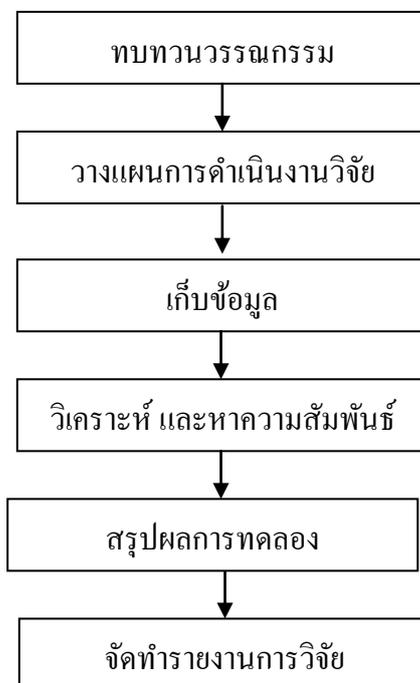 ทบทวนวรรณกรรม
วางแผนการดำเนินงานวิจัย
เก็บข้อมูล
วิเคราะห์ และหาความสัมพันธ์
สรุปผลการทดลอง
จัดทำรายงานการวิจัย